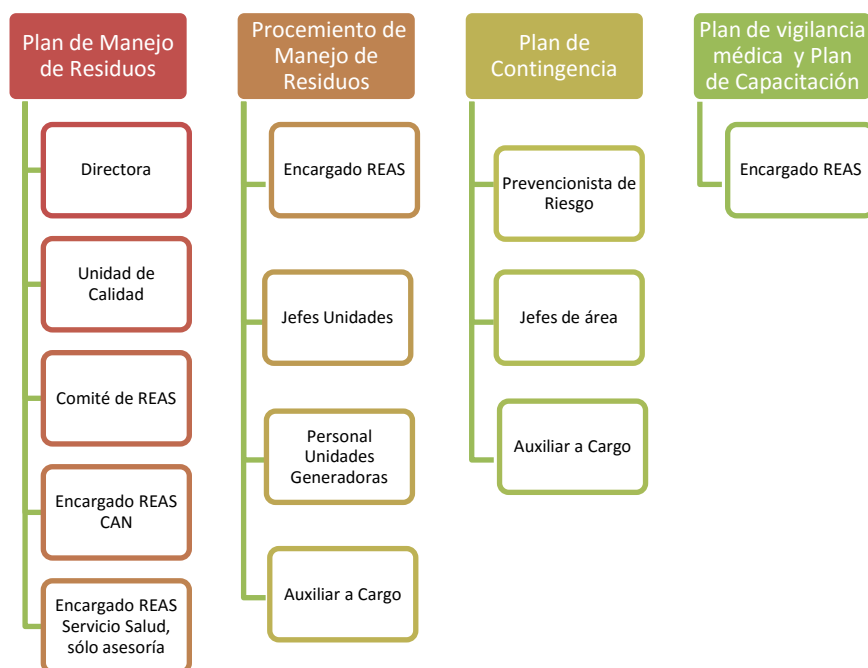 Plan de Manejo
de Residuos
Directora
Unidad de
Calidad
Comité de REAS
Encargado REAS
CAN
Encargado REAS
Servicio Salud,
sólo asesoría
Procemiento de
Manejo de
Residuos
Encargado REAS
Jefes Unidades
Personal
Unidades
Generadoras
Auxiliar a Cargo
Plan de
Contingencia
Prevencionista de
Riesgo
Jefes de área
Auxiliar a Cargo
Plan de vigilancia
médica y Plan
de Capacitación
Encargado REAS